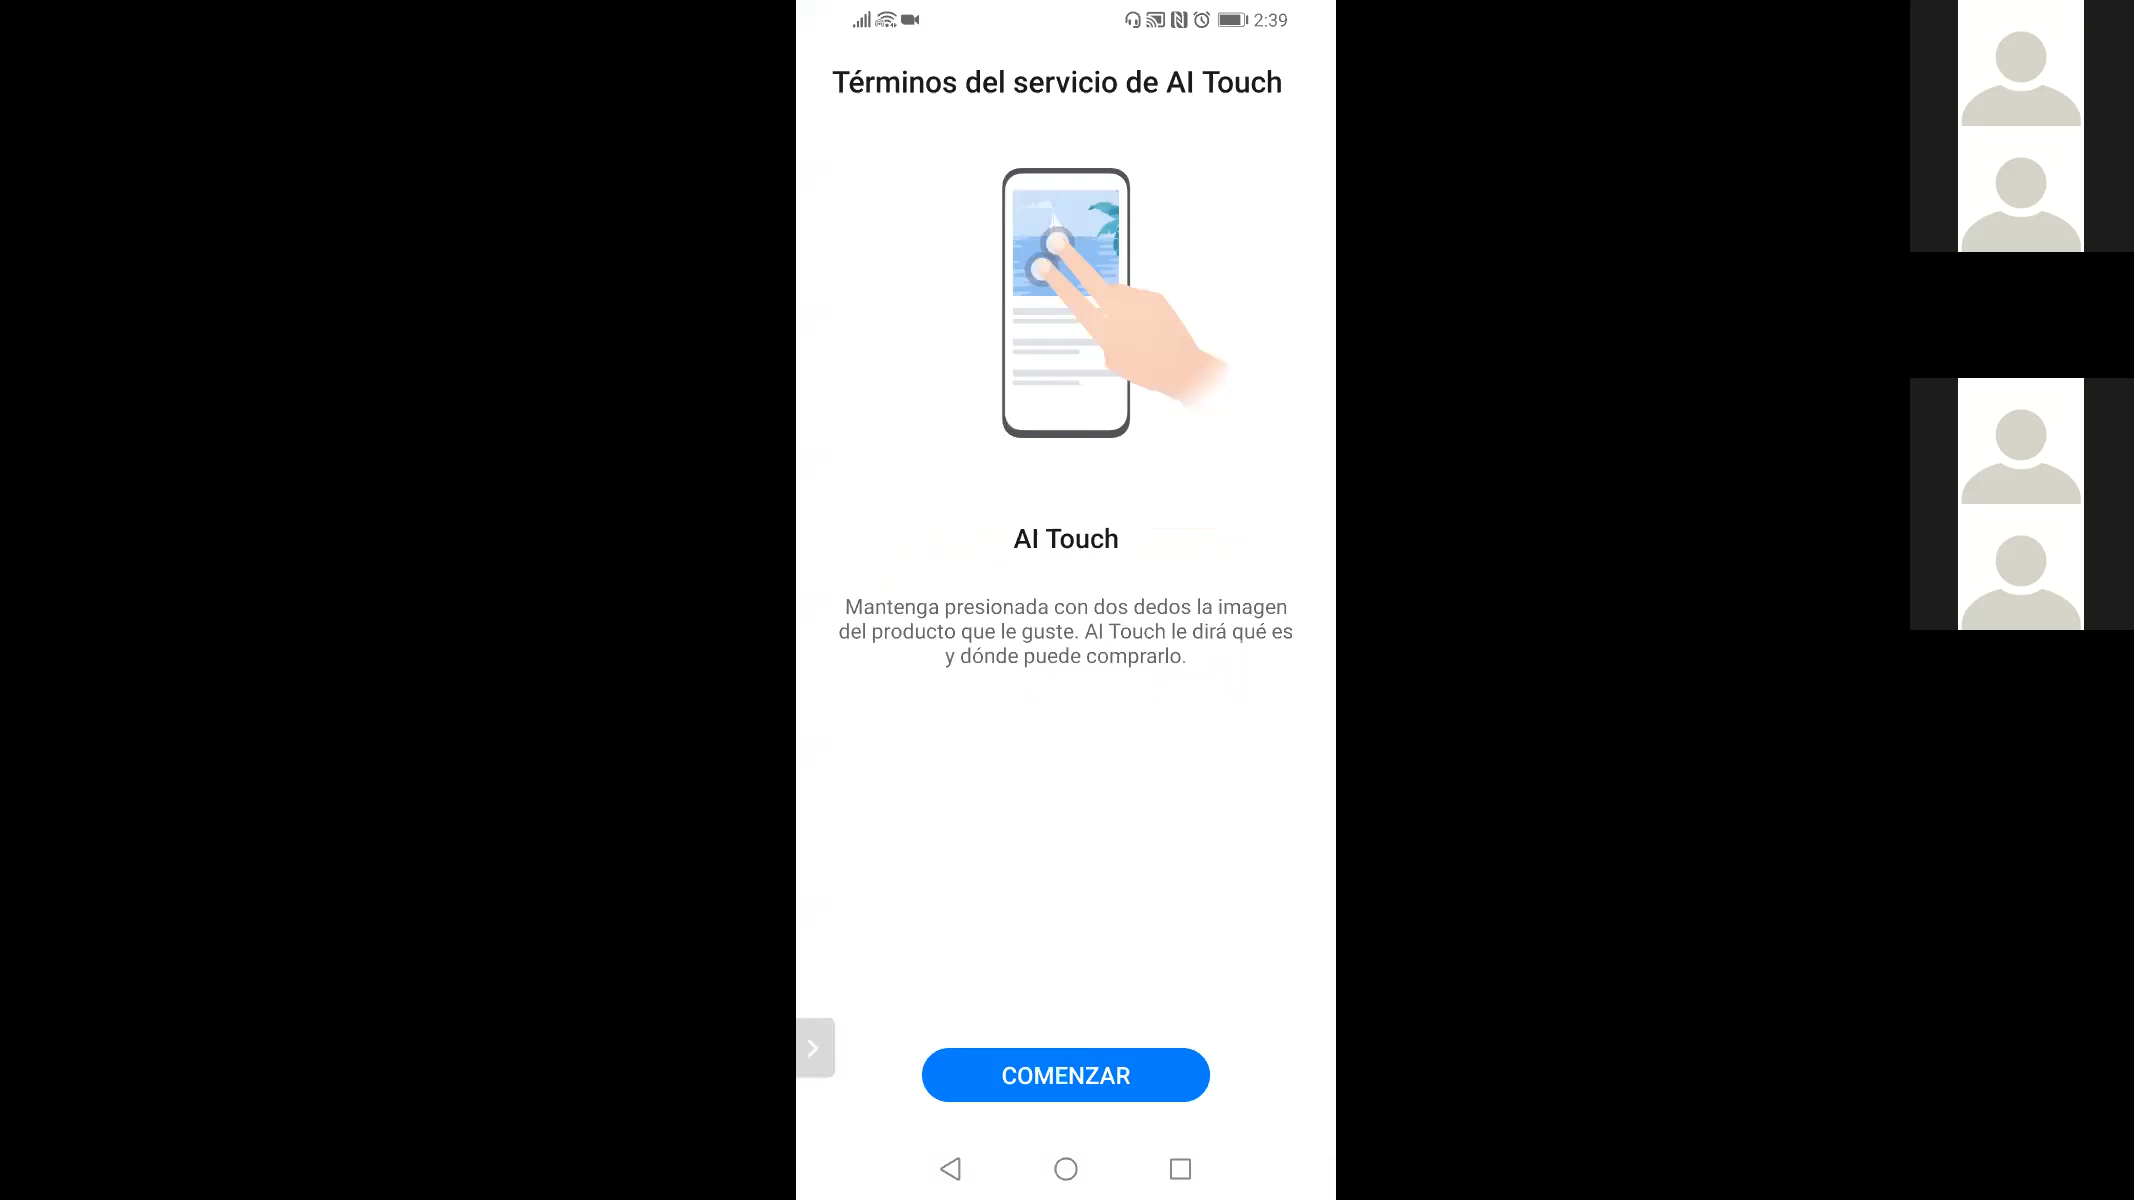 2:39
Términos del servicio de AI Touch
AI Touch
Mantenga presionada con dos dedos la imagen
del producto que le guste. AI Touch le dirá qué es
y dónde puede comprarlo.
COMENZAR